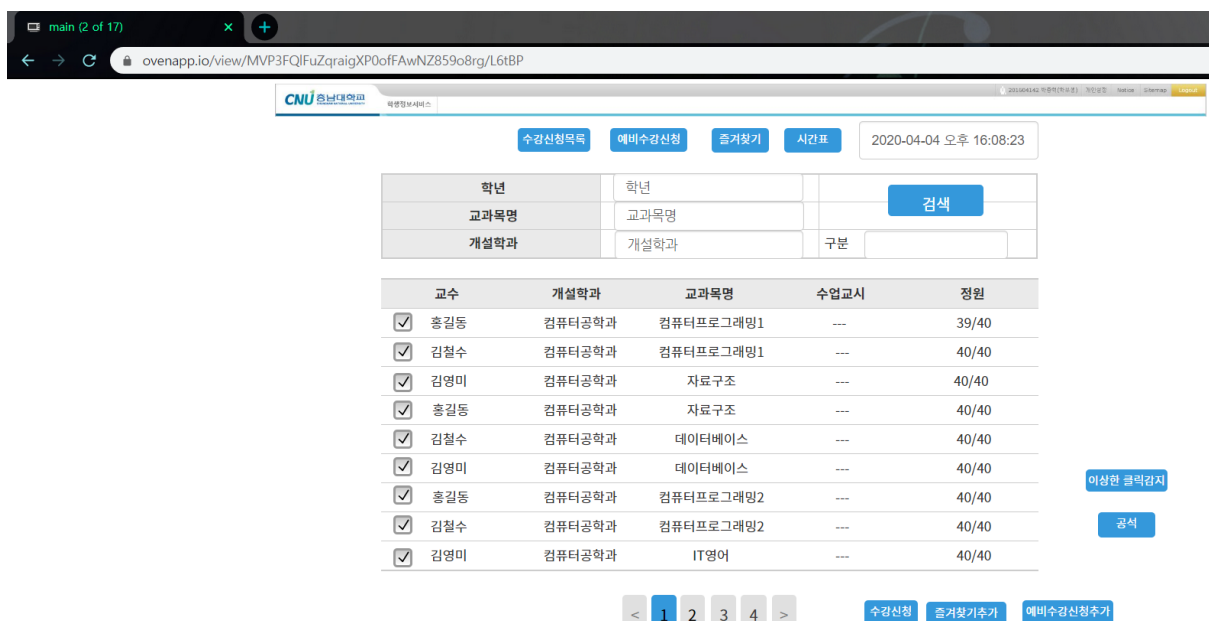 main (2 of 17)
ovenapp.io/view/MVP3FQlFuZqraigXP0ofFAwNZ859o8rg/L6tBP
CNU 충남대학교 학생정보서비스 Notice Sitemap Logout
수강신청목록 예비수강신청 즐겨찾기 시간표 2020-04-04 오후 16:08:23
학년 학년 검색
교과목명 교과목명
개설학과 개설학과 구분
교수 개설학과 교과목명 수업교시 정원
홍길동 컴퓨터공학과 컴퓨터프로그래밍1 --- 39/40
김철수 컴퓨터공학과 컴퓨터프로그래밍1 --- 40/40
김영미 컴퓨터공학과 자료구조 --- 40/40
홍길동 컴퓨터공학과 자료구조 --- 40/40
김철수 컴퓨터공학과 데이터베이스 --- 40/40
김영미 컴퓨터공학과 데이터베이스 --- 40/40
이상한 클릭감지
홍길동 컴퓨터공학과 컴퓨터프로그래밍2 --- 40/40
김철수 컴퓨터공학과 컴퓨터프로그래밍2 --- 40/40
공석
김영미 컴퓨터공학과 IT영어 --- 40/40
< 1 2 3 4 > 수강신청 즐겨찾기추가 예비수강신청추가